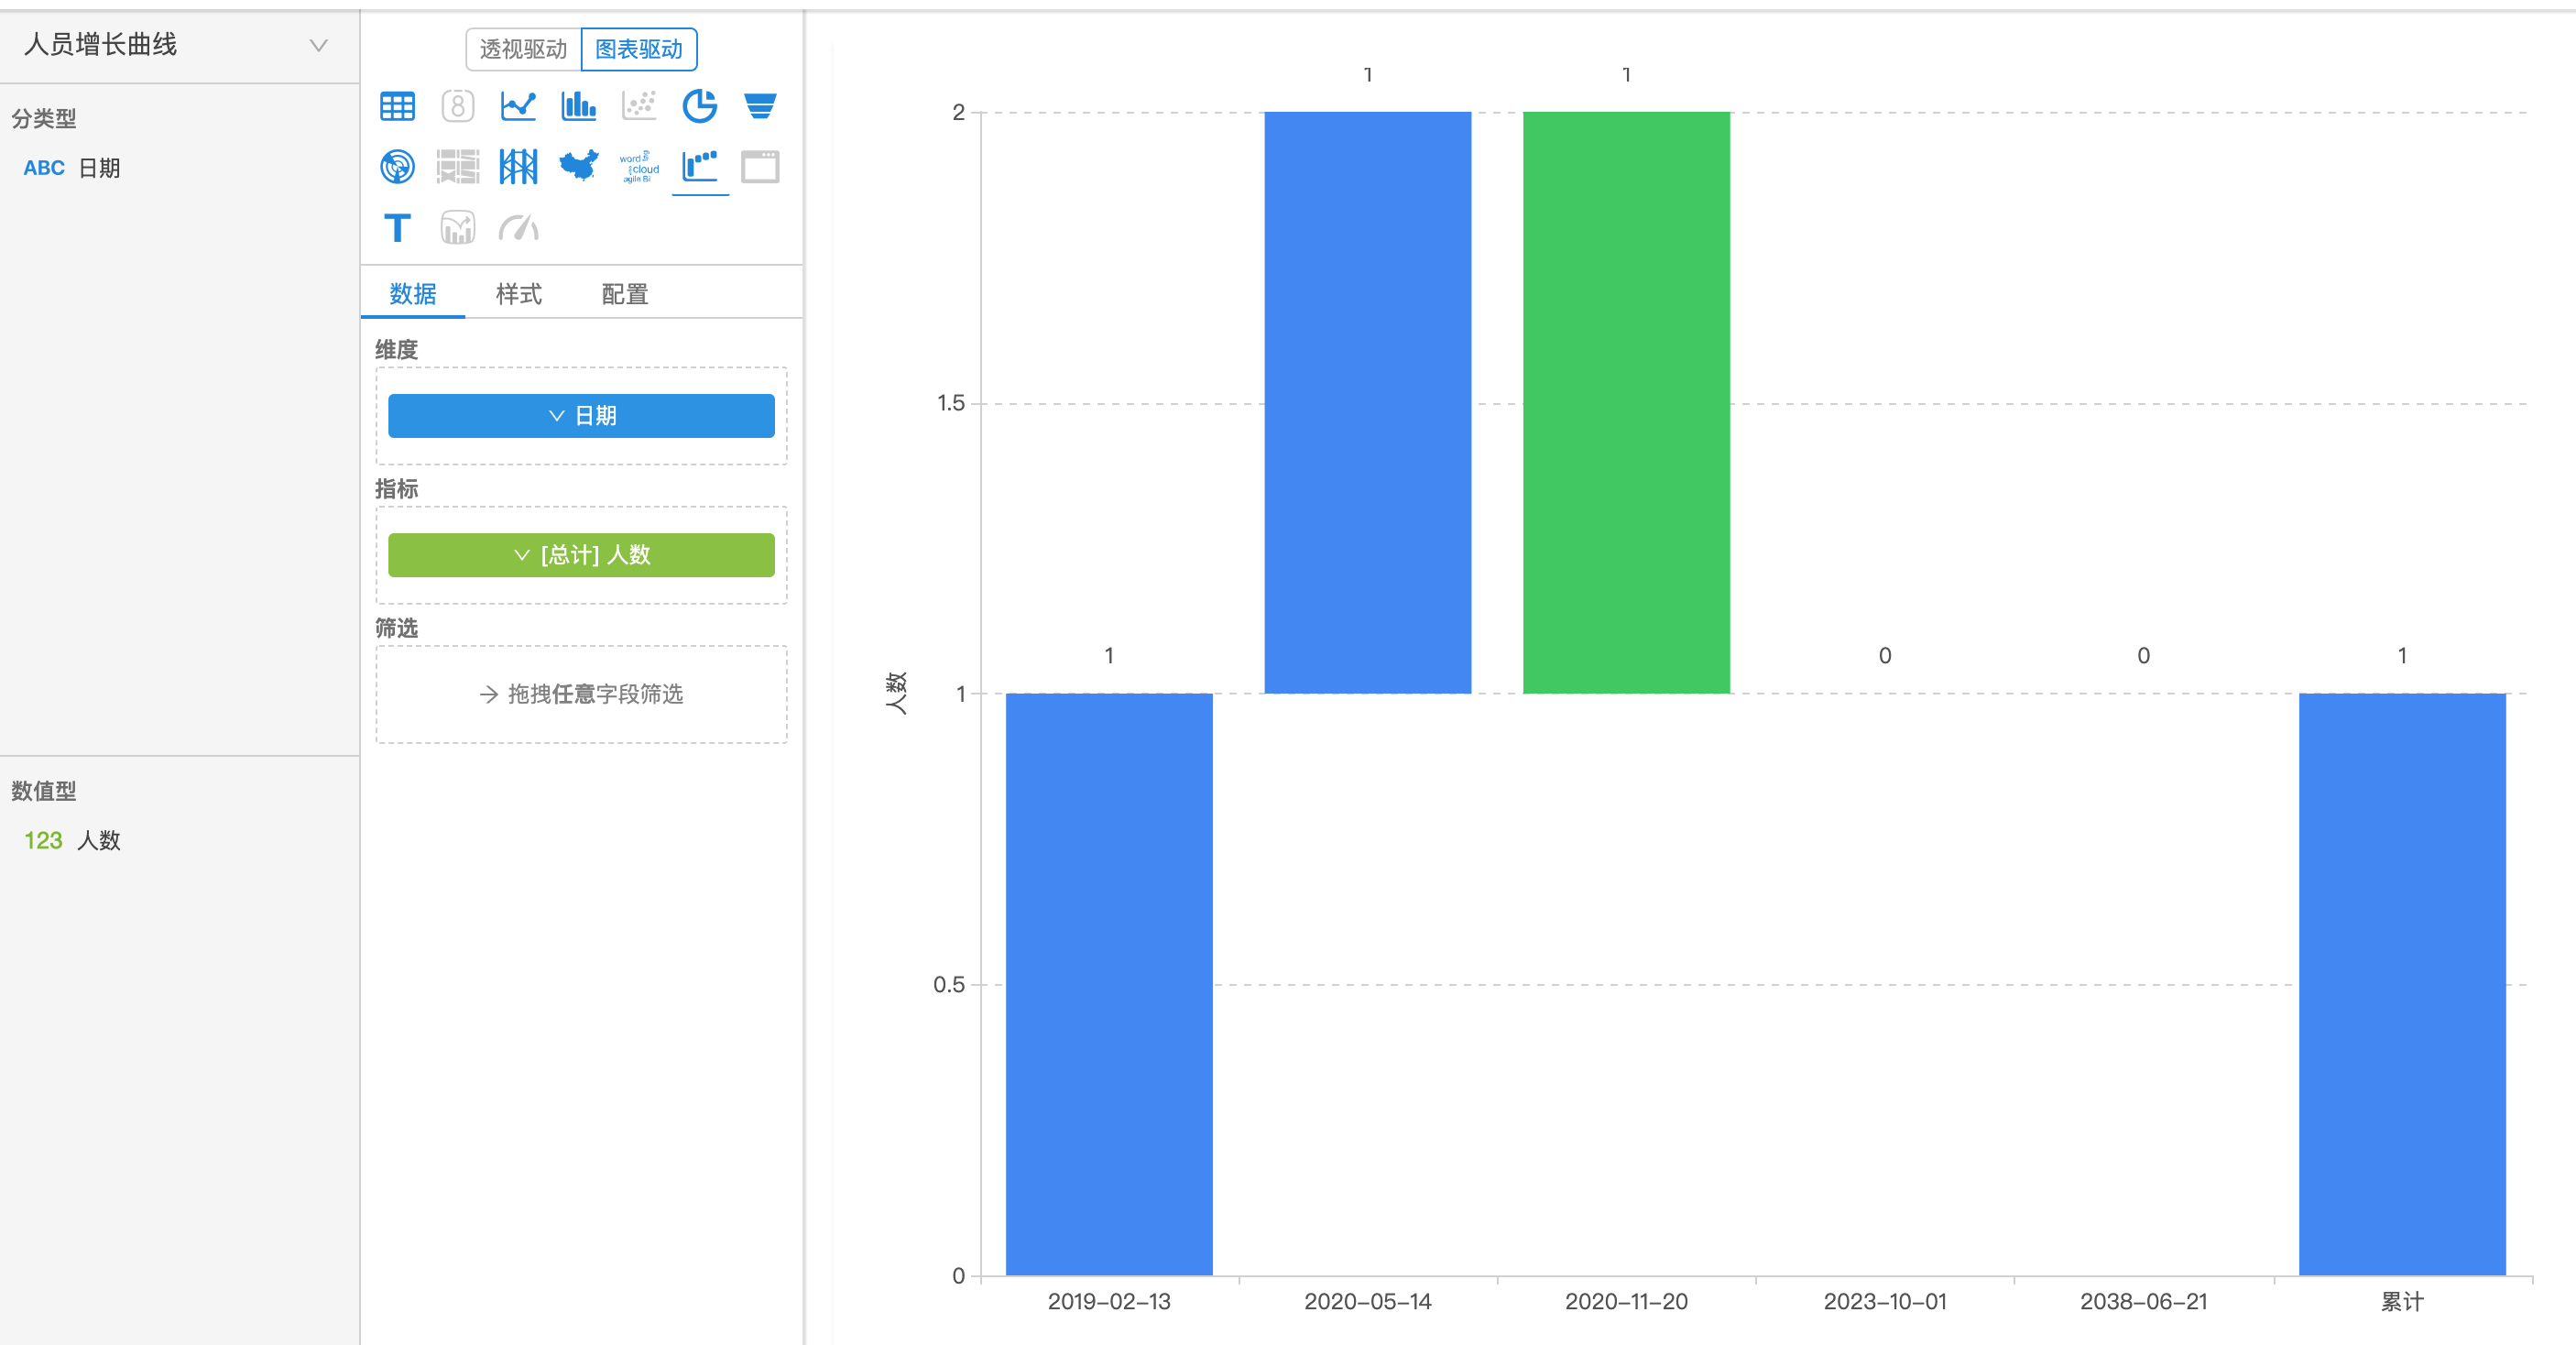 人员增长曲线
分类型
ABC 日期
数值型
123 人数
透视驱动 图表驱动
8
word
cloud
agile BI
T
数据 样式 配置
维度
日期
指标
[总计] 人数
筛选
拖拽任意字段筛选
人数
2
1.5
1
0.5
0
1
1
1
0
0
1
2019-02-13
2020-05-14
2020-11-20
2023-10-01
2038-06-21
累计